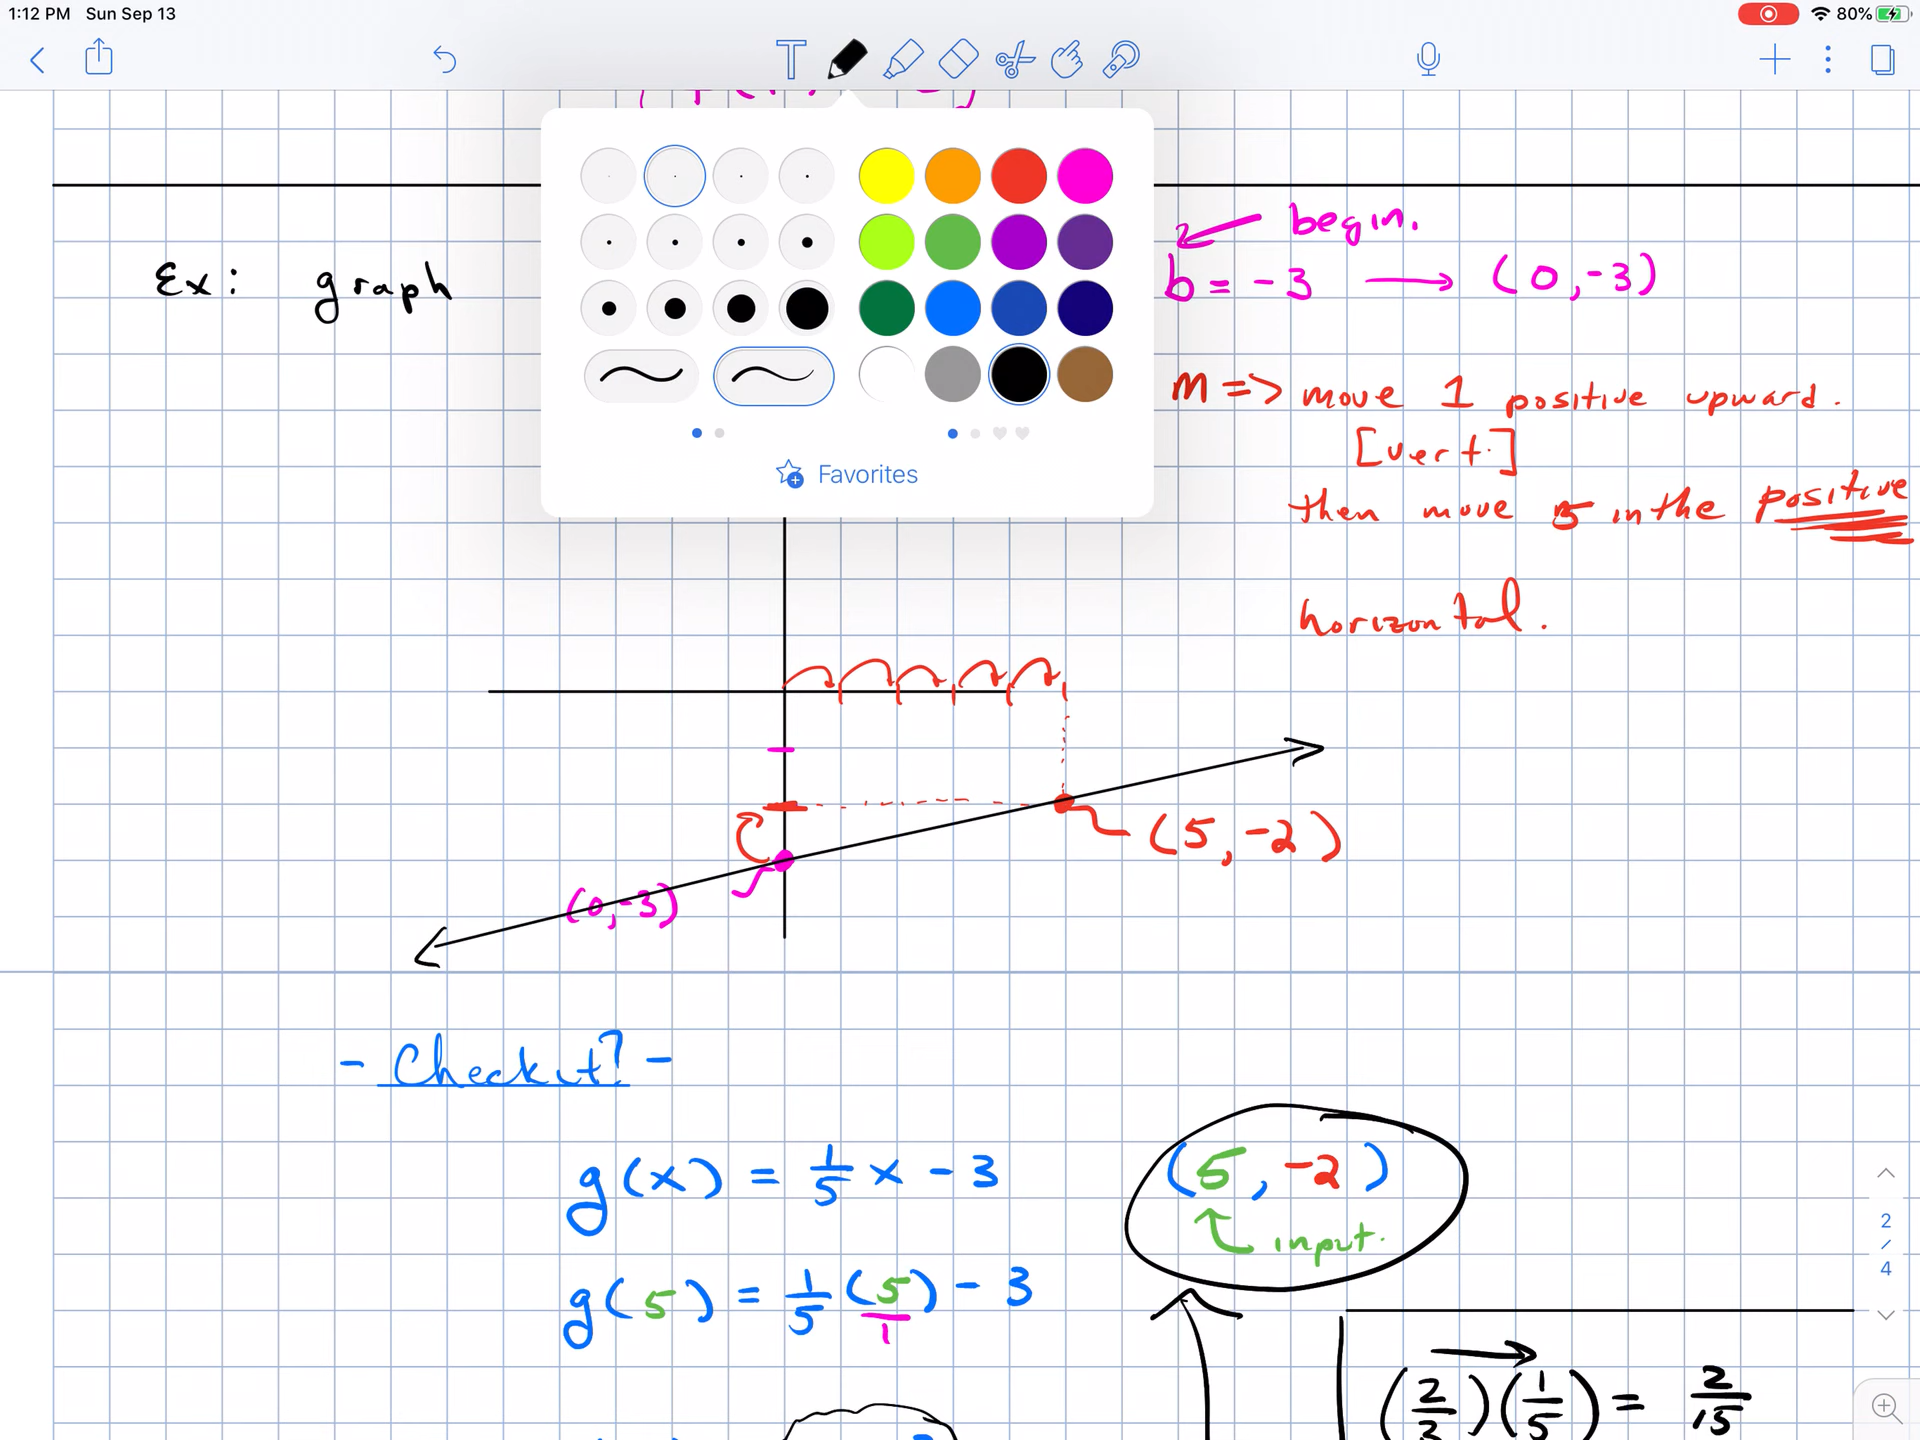 1:12 PM Sun Sep 13
80%
T
Favorites
Ex: graph
begin.
b = -3 → (0,-3)
m => move 1 positive upward.
[vert.]
then move 5 in the positive
horizontal.
(5, -2)
(0,-3)
- Check it? -
g(x) = 1/5 x - 3
(5, -2)
input.
g(5) = 1/5 (5)/1 - 3
(2/3)(1/5) = 2/15
2/4